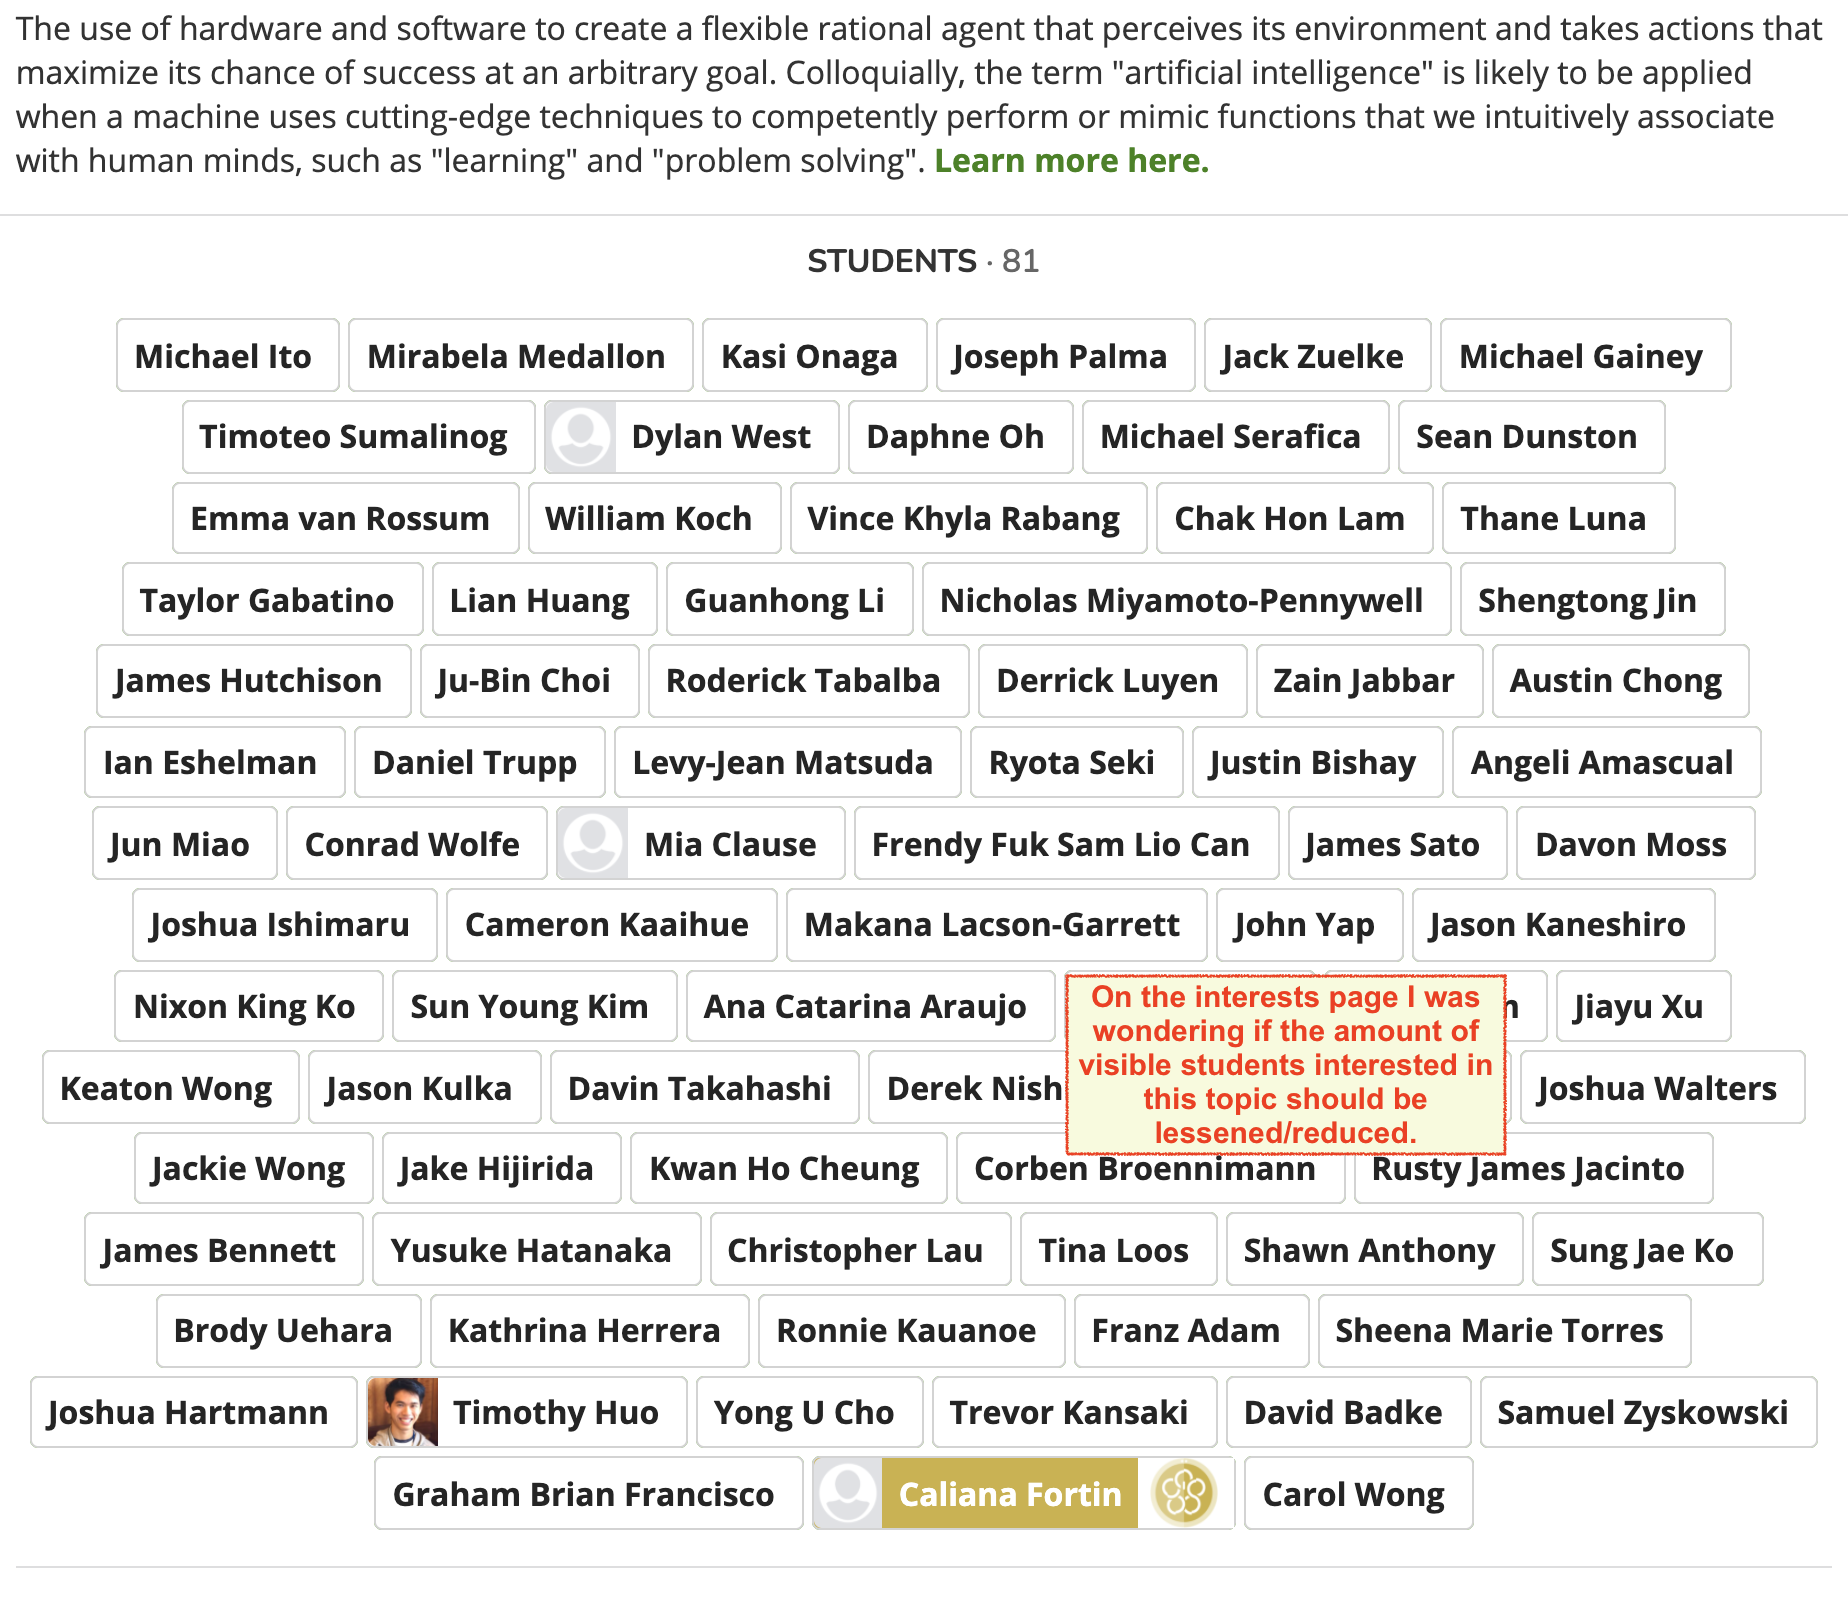 The use of hardware and software to create a flexible rational agent that perceives its environment and takes actions that
maximize its chance of success at an arbitrary goal. Colloquially, the term "artificial intelligence" is likely to be applied
when a machine uses cutting-edge techniques to competently perform or mimic functions that we intuitively associate
with human minds, such as "learning" and "problem solving". Learn more here.
STUDENTS · 81
Michael Ito Mirabela Medallon Kasi Onaga Joseph Palma Jack Zuelke Michael Gainey
Timoteo Sumalinog Dylan West Daphne Oh Michael Serafica Sean Dunston
Emma van Rossum William Koch Vince Khyla Rabang Chak Hon Lam Thane Luna
Taylor Gabatino Lian Huang Guanhong Li Nicholas Miyamoto-Pennywell Shengtong Jin
James Hutchison Ju-Bin Choi Roderick Tabalba Derrick Luyen Zain Jabbar Austin Chong
Ian Eshelman Daniel Trupp Levy-Jean Matsuda Ryota Seki Justin Bishay Angeli Amascual
Jun Miao Conrad Wolfe Mia Clause Frendy Fuk Sam Lio Can James Sato Davon Moss
Joshua Ishimaru Cameron Kaaihue Makana Lacson-Garrett John Yap Jason Kaneshiro
Nixon King Ko Sun Young Kim Ana Catarina Araujo Jiayu Xu
On the interests page I was
wondering if the amount of
visible students interested in
this topic should be
lessened/reduced.
Keaton Wong Jason Kulka Davin Takahashi Derek Nish Joshua Walters
Jackie Wong Jake Hijirida Kwan Ho Cheung Corben Broennimann Rusty James Jacinto
James Bennett Yusuke Hatanaka Christopher Lau Tina Loos Shawn Anthony Sung Jae Ko
Brody Uehara Kathrina Herrera Ronnie Kauanoe Franz Adam Sheena Marie Torres
Joshua Hartmann Timothy Huo Yong U Cho Trevor Kansaki David Badke Samuel Zyskowski
Graham Brian Francisco Caliana Fortin Carol Wong